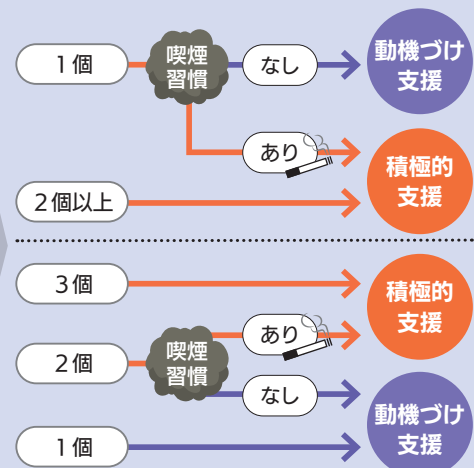 1個
喫煙
習慣
なし
動機づけ
支援
あり
積極的
支援
2個以上
3個
積極的
支援
あり
2個
喫煙
習慣
なし
動機づけ
支援
1個